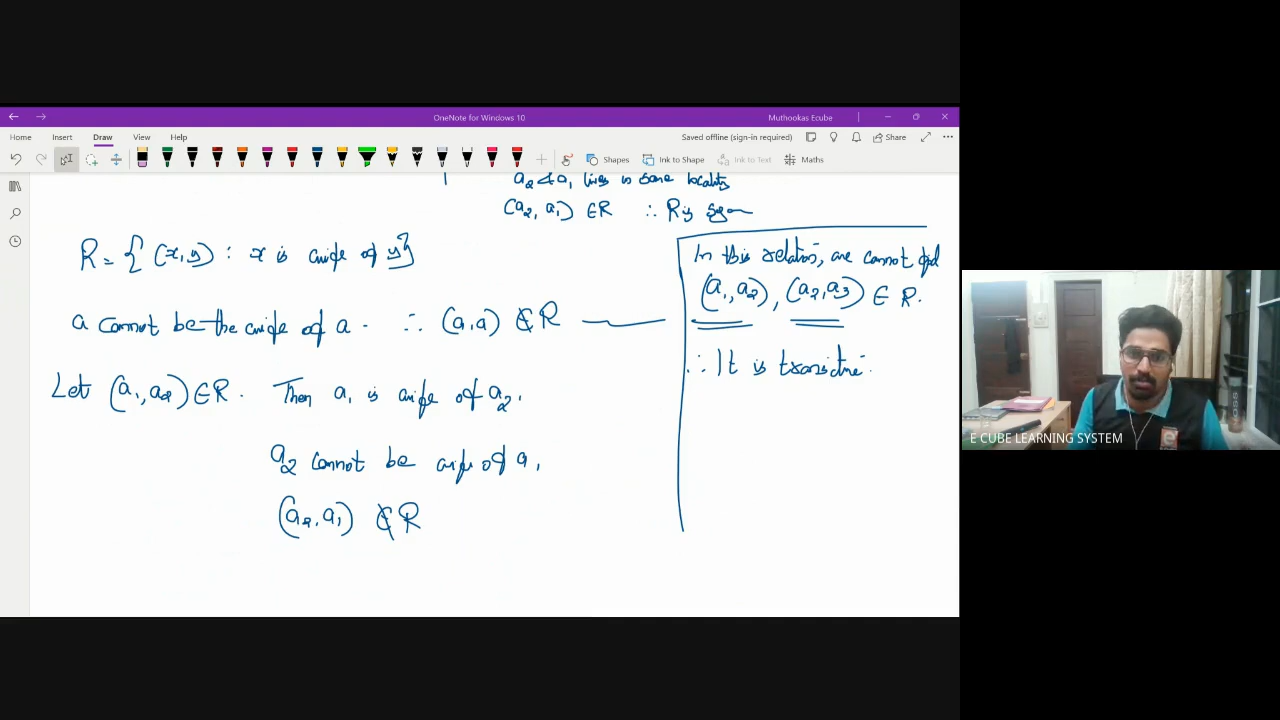 OneNote for Windows 10
Muthookas Ecube
Home Insert Draw View Help
Saved offline (sign-in required) Share
Shapes Ink to Shape Ink to Text Maths
a2 & a1 lives in same locality
(a2, a1) ∈ R ∴ R is
R = { (x,y) : x is wife of y}
a cannot be the wife of a . ∴ (a,a) ∉ R
Let (a1, a2) ∈ R . Then a1 is wife of a2.
a2 cannot be wife of a1
(a2, a1) ∉ R
In this relation, we cannot find
(a1, a2), (a2, a3) ∈ R.
∴ It is transitive.
E CUBE LEARNING SYSTEM